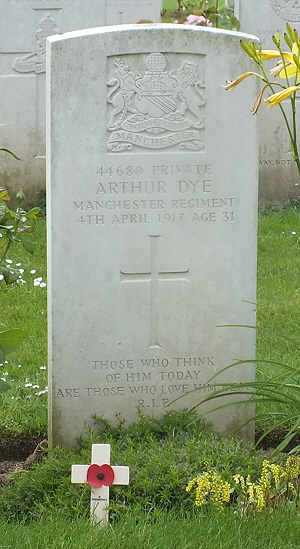 MANCHESTER
44680 PRIVATE
ARTHUR DYE
MANCHESTER REGIMENT
4TH APRIL 1917 AGE 31
THOSE WHO THINK
OF HIM TODAY
ARE THOSE WHO LOVE HIM
R.I.P
WAY